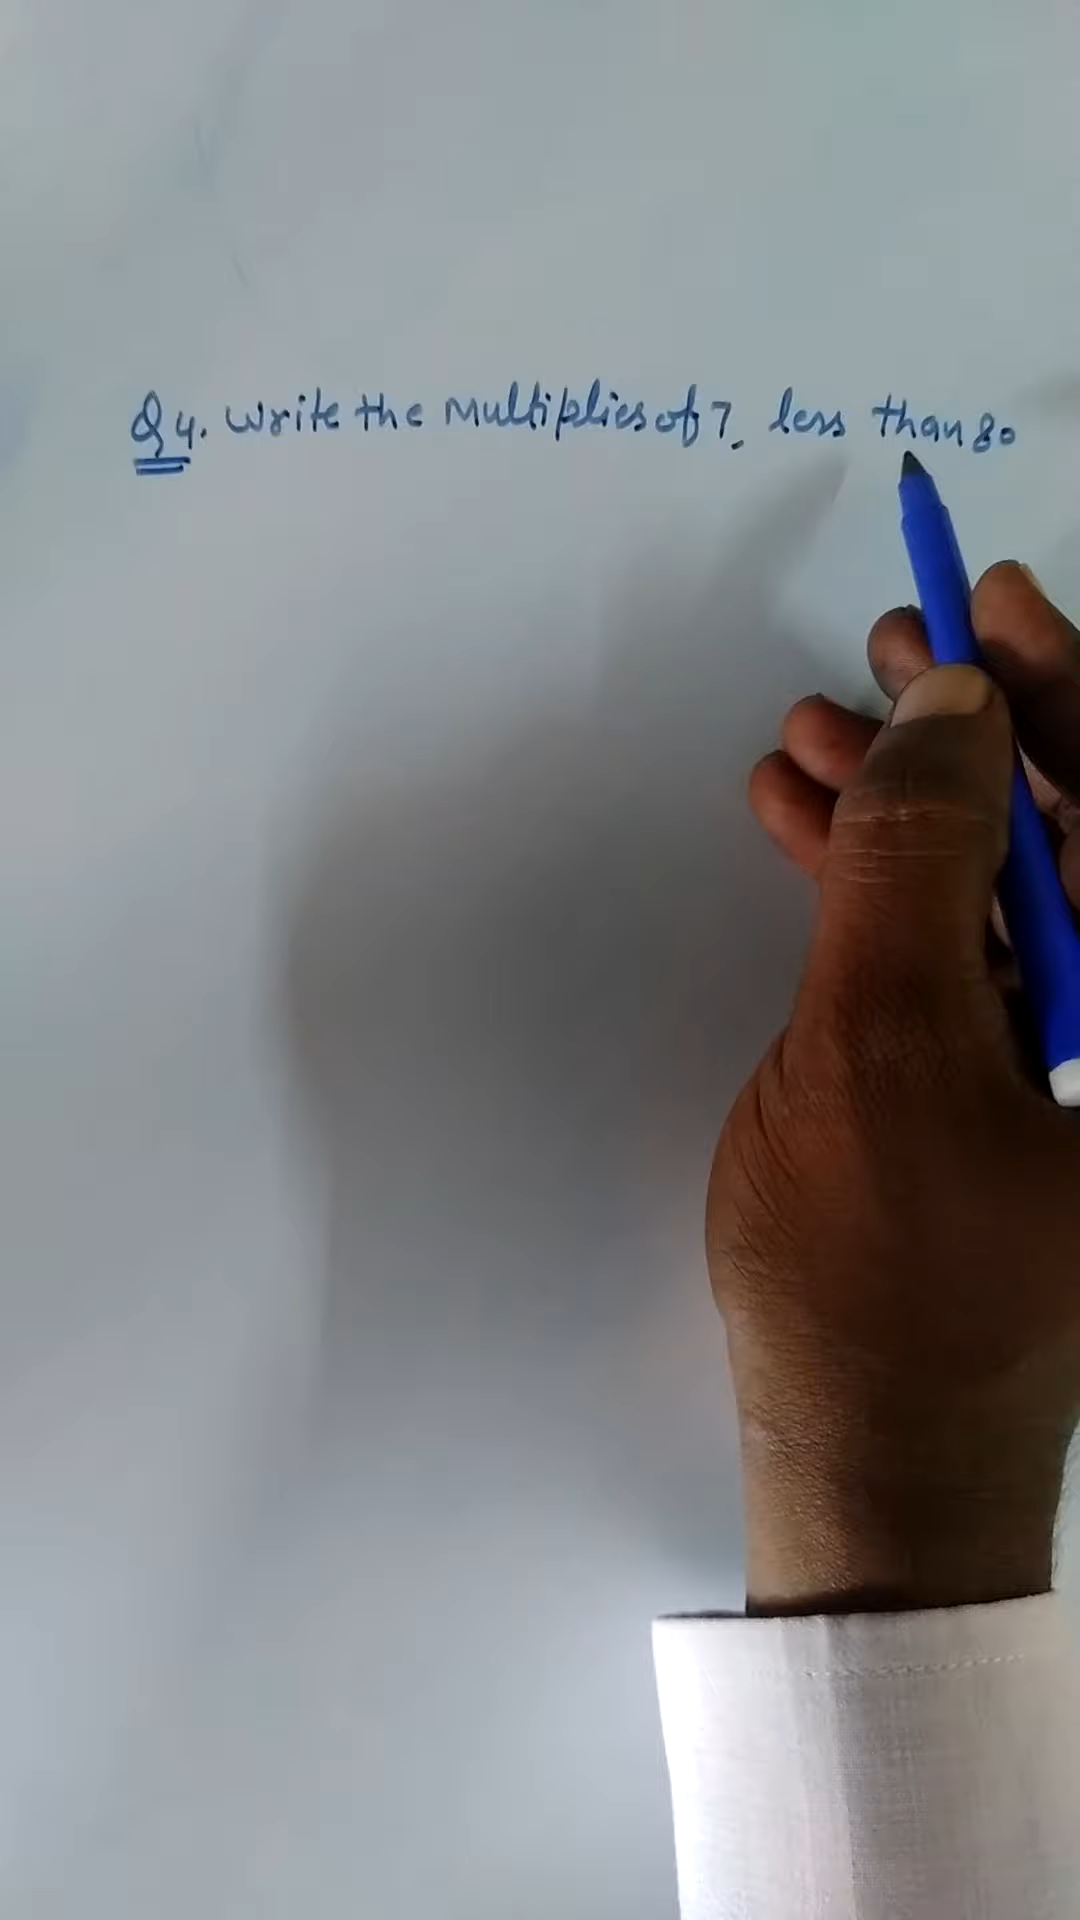 Q4. Write the Multiplies of 7, less than 80